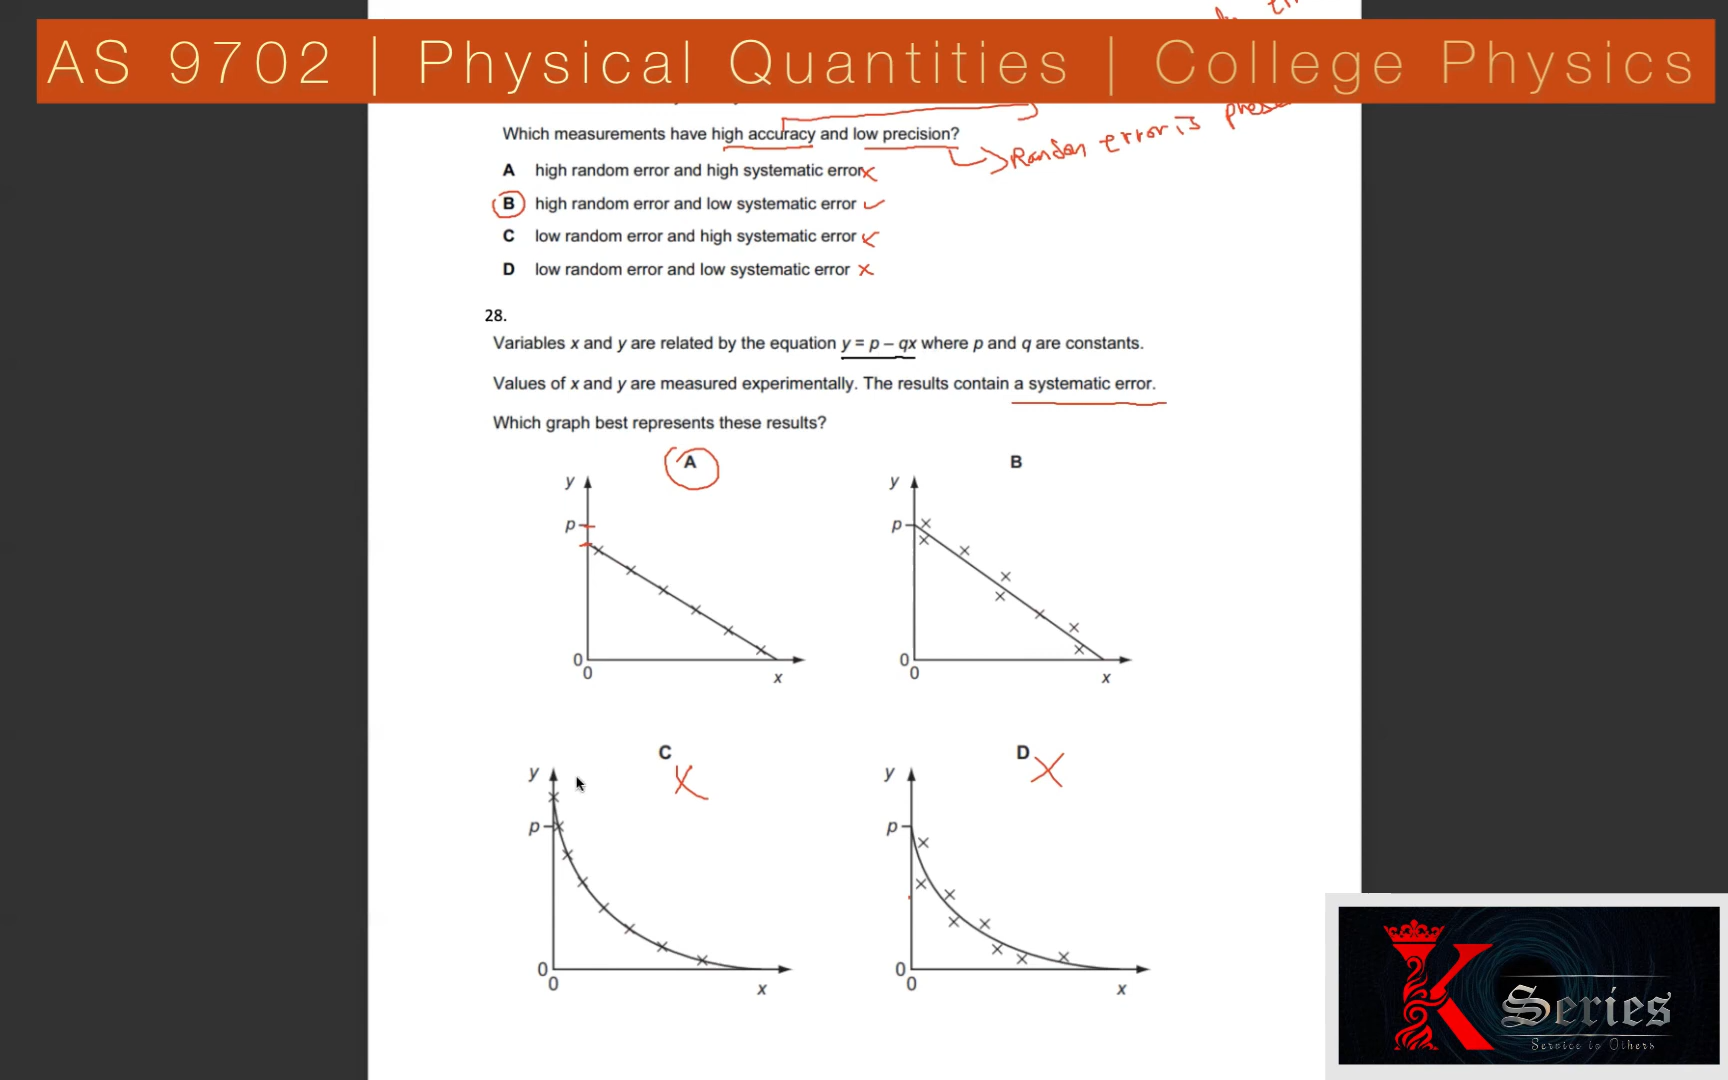 AS 9702 | Physical Quantities | College Physics
Which measurements have high accuracy and low precision?
Random error is
A high random error and high systematic error
B high random error and low systematic error
C low random error and high systematic error
D low random error and low systematic error
28.
Variables x and y are related by the equation y = p – qx where p and q are constants.
Values of x and y are measured experimentally. The results contain a systematic error.
Which graph best represents these results?
A
y
p
0
0
x
B
y
p
0
0
x
C
y
p
0
0
x
D
y
p
0
0
x
K Series
Service to Others